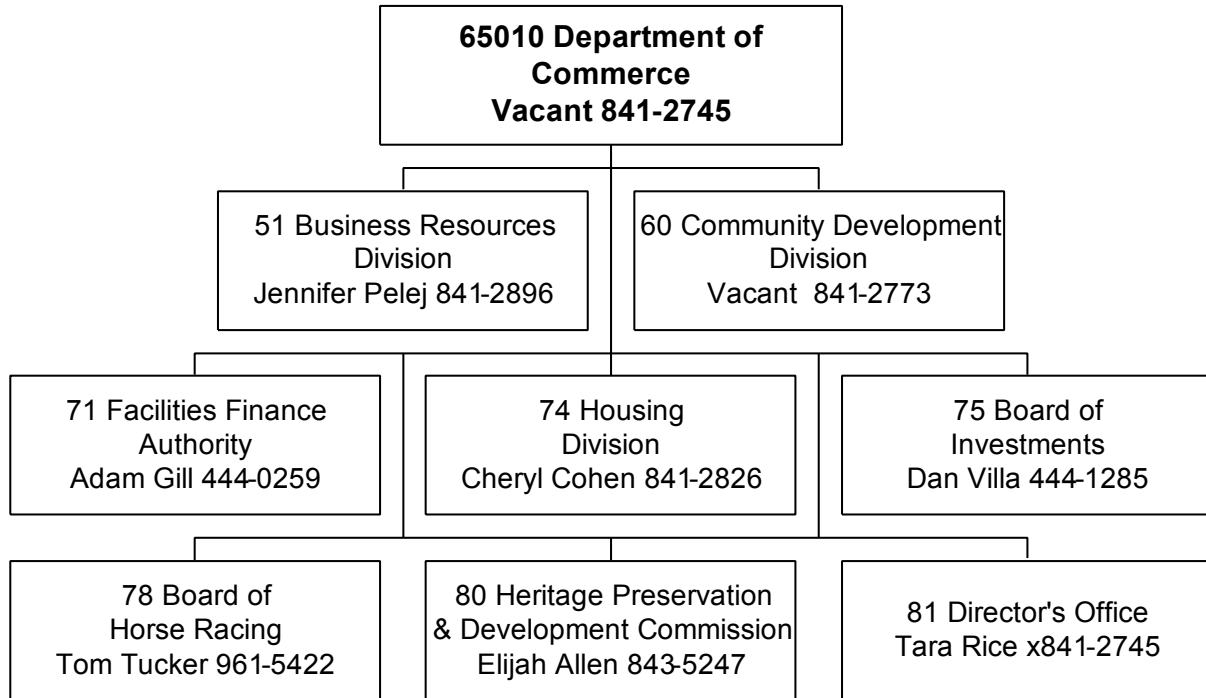 65010 Department of
Commerce
Vacant 841-2745
51 Business Resources
Division
Jennifer Pelej 841-2896
60 Community Development
Division
Vacant  841-2773
71 Facilities Finance
Authority
Adam Gill 444-0259
74 Housing
Division
Cheryl Cohen 841-2826
75 Board of
Investments
Dan Villa 444-1285
78 Board of
Horse Racing
Tom Tucker 961-5422
80 Heritage Preservation
& Development Commission
Elijah Allen 843-5247
81 Director's Office
Tara Rice x841-2745